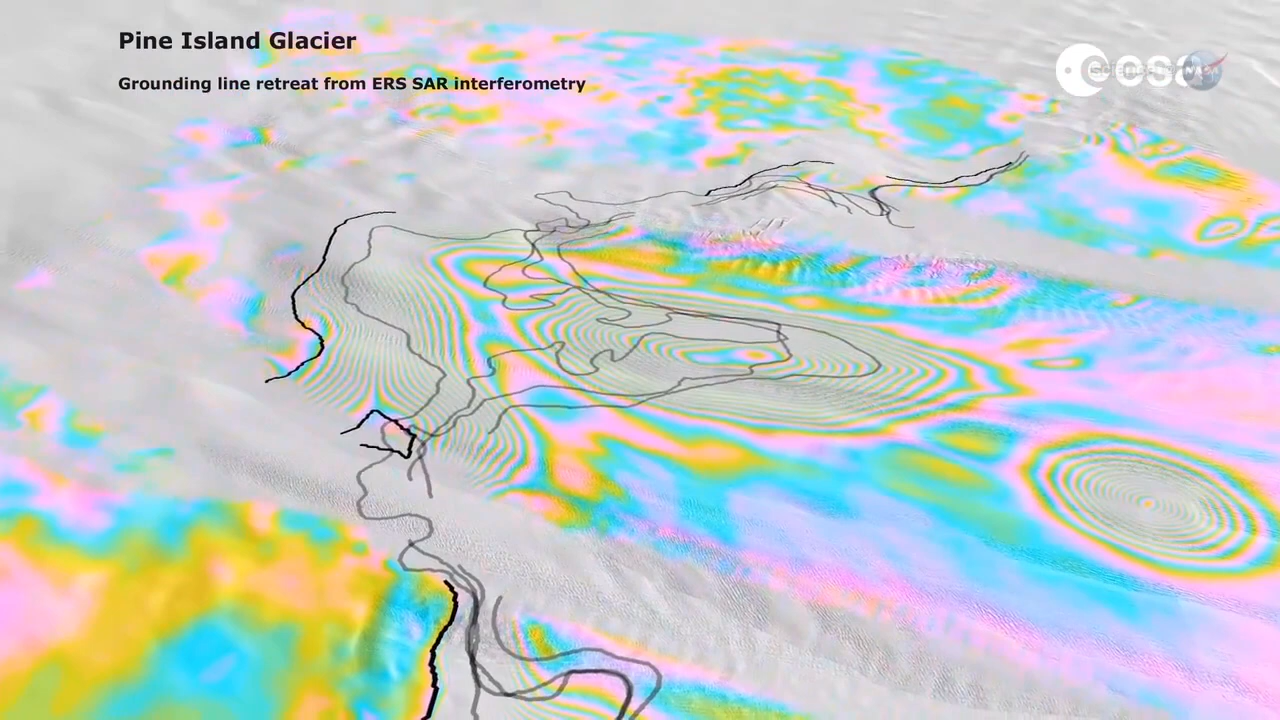 Pine Island Glacier
Grounding line retreat from ERS SAR interferometry
esa